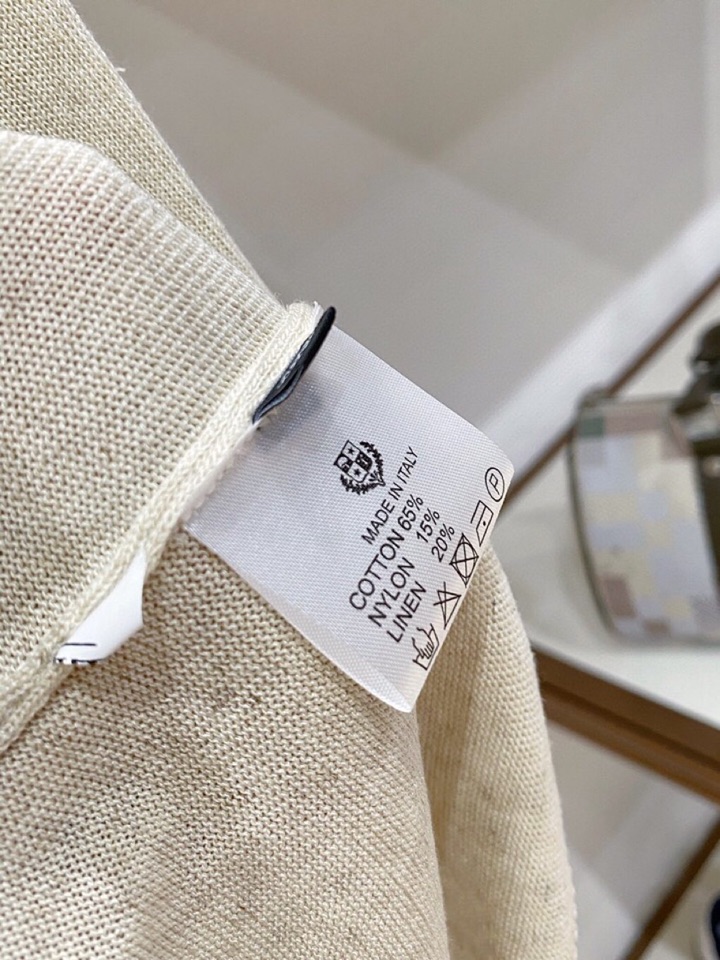 MADE IN ITALY
COTTON 65%
NYLON 15%
LINEN 20%
P